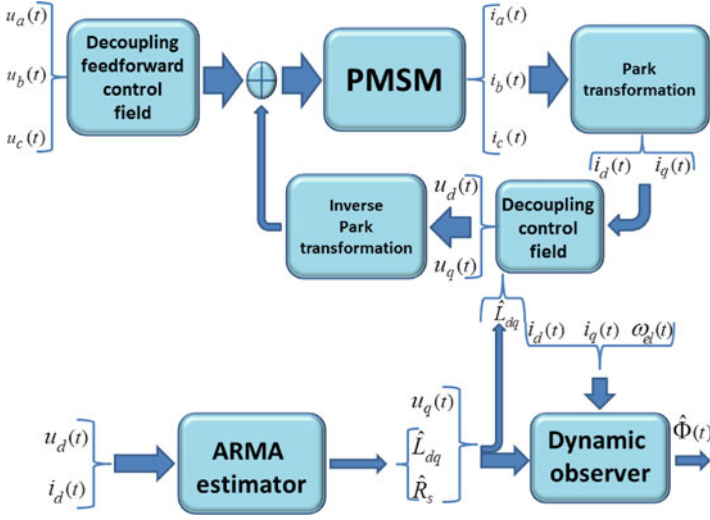 u_a(t)
u_b(t)
u_c(t)
Decoupling
feedforward
control
field
PMSM
i_a(t)
i_b(t)
i_c(t)
Park
transformation
i_d(t) i_q(t)
Inverse
Park
transformation
u_d(t)
u_q(t)
Decoupling
control
field
L̂_dq
i_d(t) i_q(t) ω_el(t)
u_d(t)
i_d(t)
ARMA
estimator
u_q(t)
L̂_dq
R̂_s
Dynamic
observer
Φ̂(t)